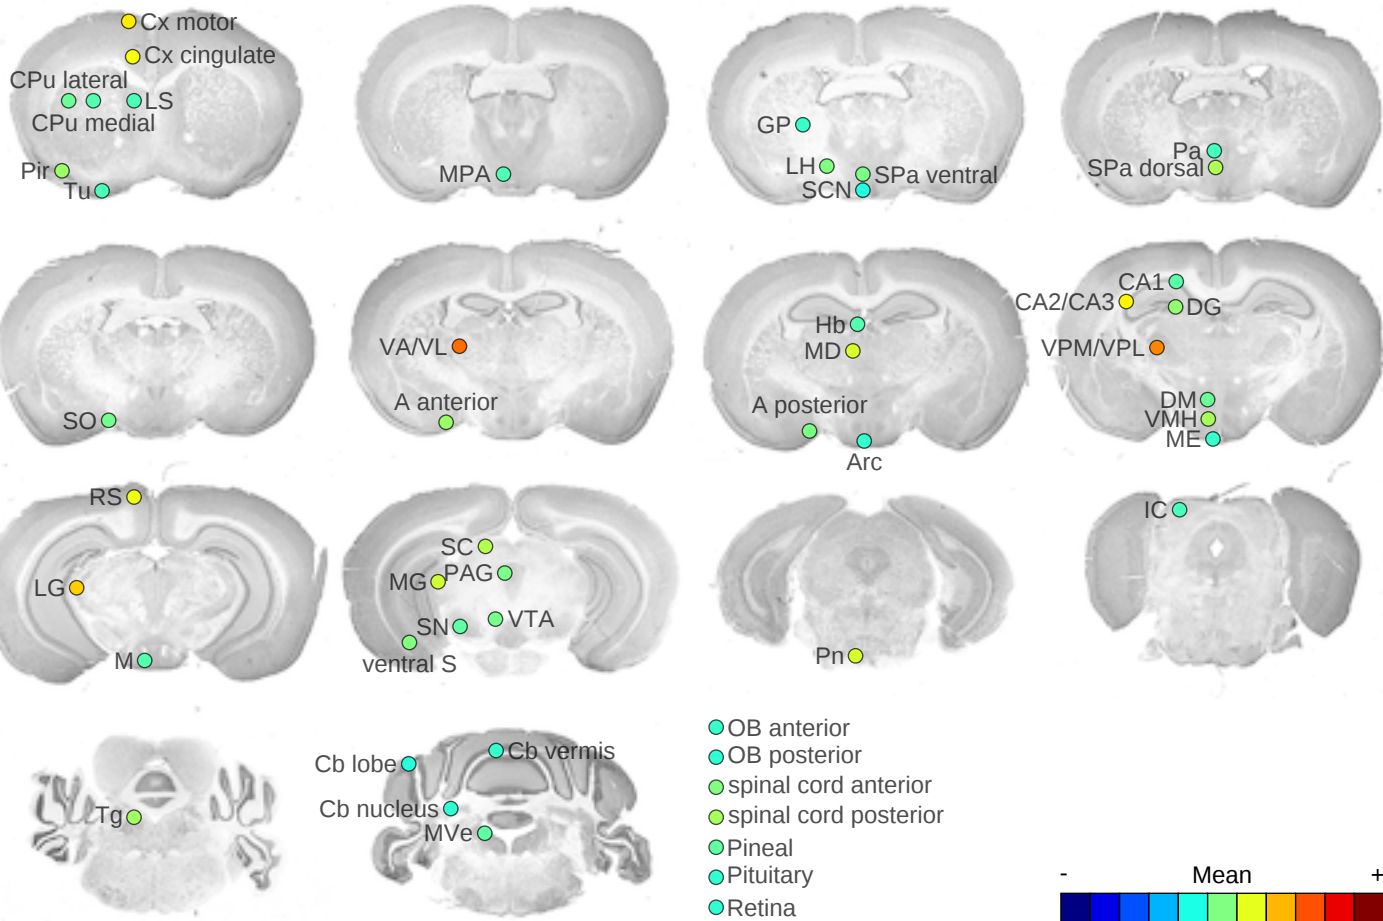 Cx motor
Cx cingulate
CPu lateral
LS
CPu medial
Pir
Tu
MPA
GP
LH
SPa ventral
SCN
Pa
SPa dorsal
SO
VA/VL
A anterior
Hb
MD
A posterior
Arc
CA1
CA2/CA3
DG
VPM/VPL
DM
VMH
ME
RS
LG
M
SC
MG
PAG
SN
VTA
ventral S
Pn
IC
Tg
Cb lobe
Cb vermis
Cb nucleus
MVe
OB anterior
OB posterior
spinal cord anterior
spinal cord posterior
Pineal
Pituitary
Retina
- Mean +